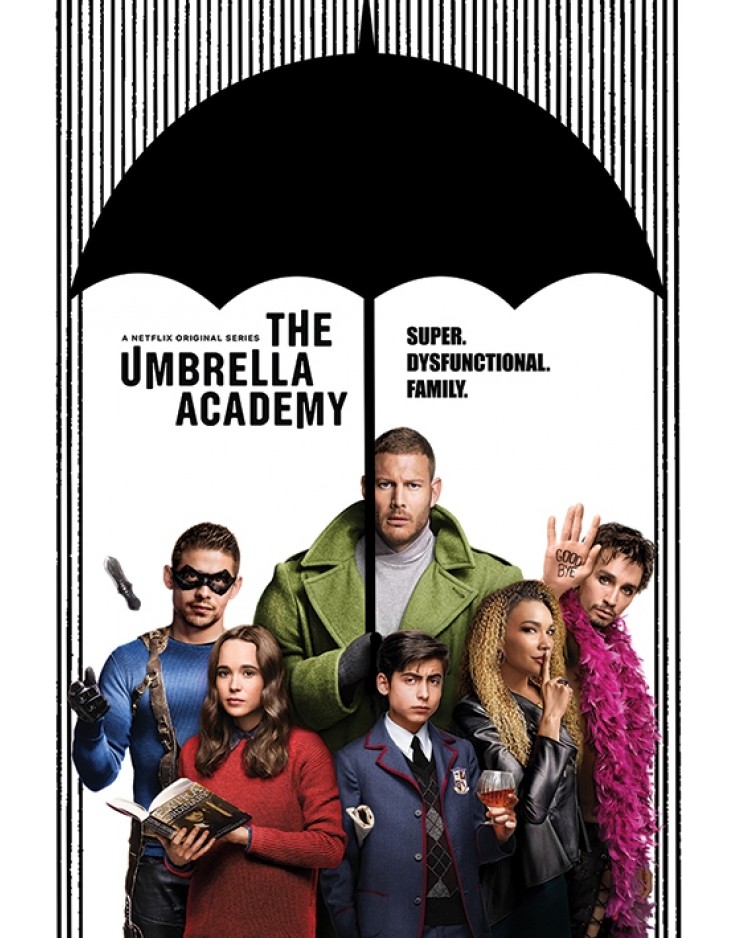 A NETFLIX ORIGINAL SERIES
THE
UMBRELLA
ACADEMY
SUPER.
DYSFUNCTIONAL.
FAMILY.
GOOD
BYE